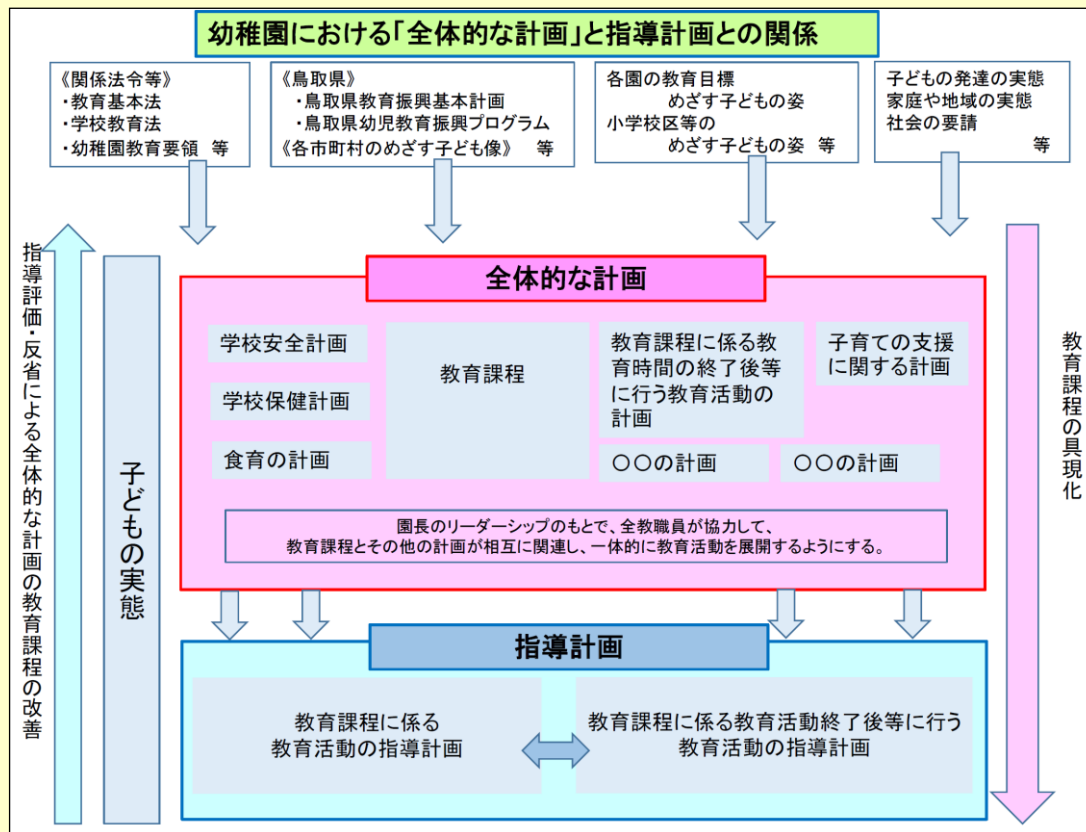 幼稚園における「全体的な計画」と指導計画との関係
《関係法令等》
・教育基本法
・学校教育法
・幼稚園教育要領 等
《鳥取県》
・鳥取県教育振興基本計画
・鳥取県幼児教育振興プログラム
《各市町村のめざす子ども像》 等
各園の教育目標
めざす子どもの姿
小学校区等の
めざす子どもの姿 等
子どもの発達の実態
家庭や地域の実態
社会の要請
等
指導評価・反省による全体的な計画の教育課程の改善
子どもの実態
全体的な計画
学校安全計画
学校保健計画
食育の計画
教育課程
教育課程に係る教
育時間の終了後等
に行う教育活動の
計画
子育ての支援
に関する計画
〇〇の計画
〇〇の計画
園長のリーダーシップのもとで、全教職員が協力して、
教育課程とその他の計画が相互に関連し、一体的に教育活動を展開するようにする。
教育課程の具現化
指導計画
教育課程に係る
教育活動の指導計画
教育課程に係る教育活動終了後等に行う
教育活動の指導計画